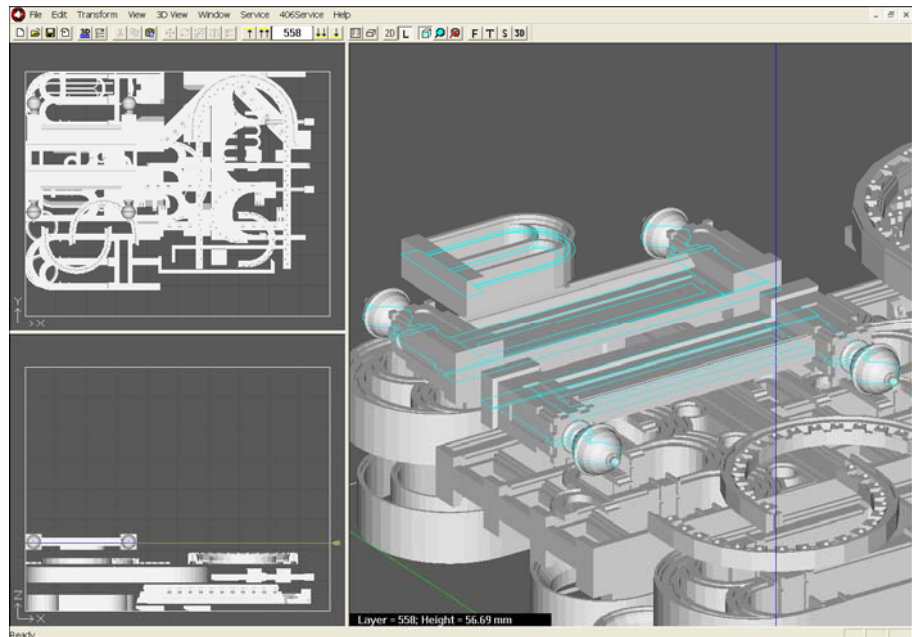 File Edit Transform View 3D View Window Service 406Service Help
558 2D L F T S 3D
Y
X
Z
X
Layer = 558; Height = 56.69 mm
Ready